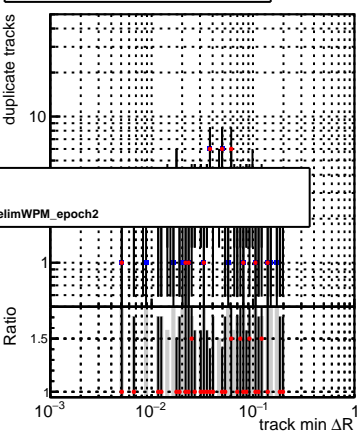 duplicate tracks
10
elimWPM_epoch2
1
Ratio
1.5
1
10⁻³
10⁻²
10⁻¹
1
track min ΔR